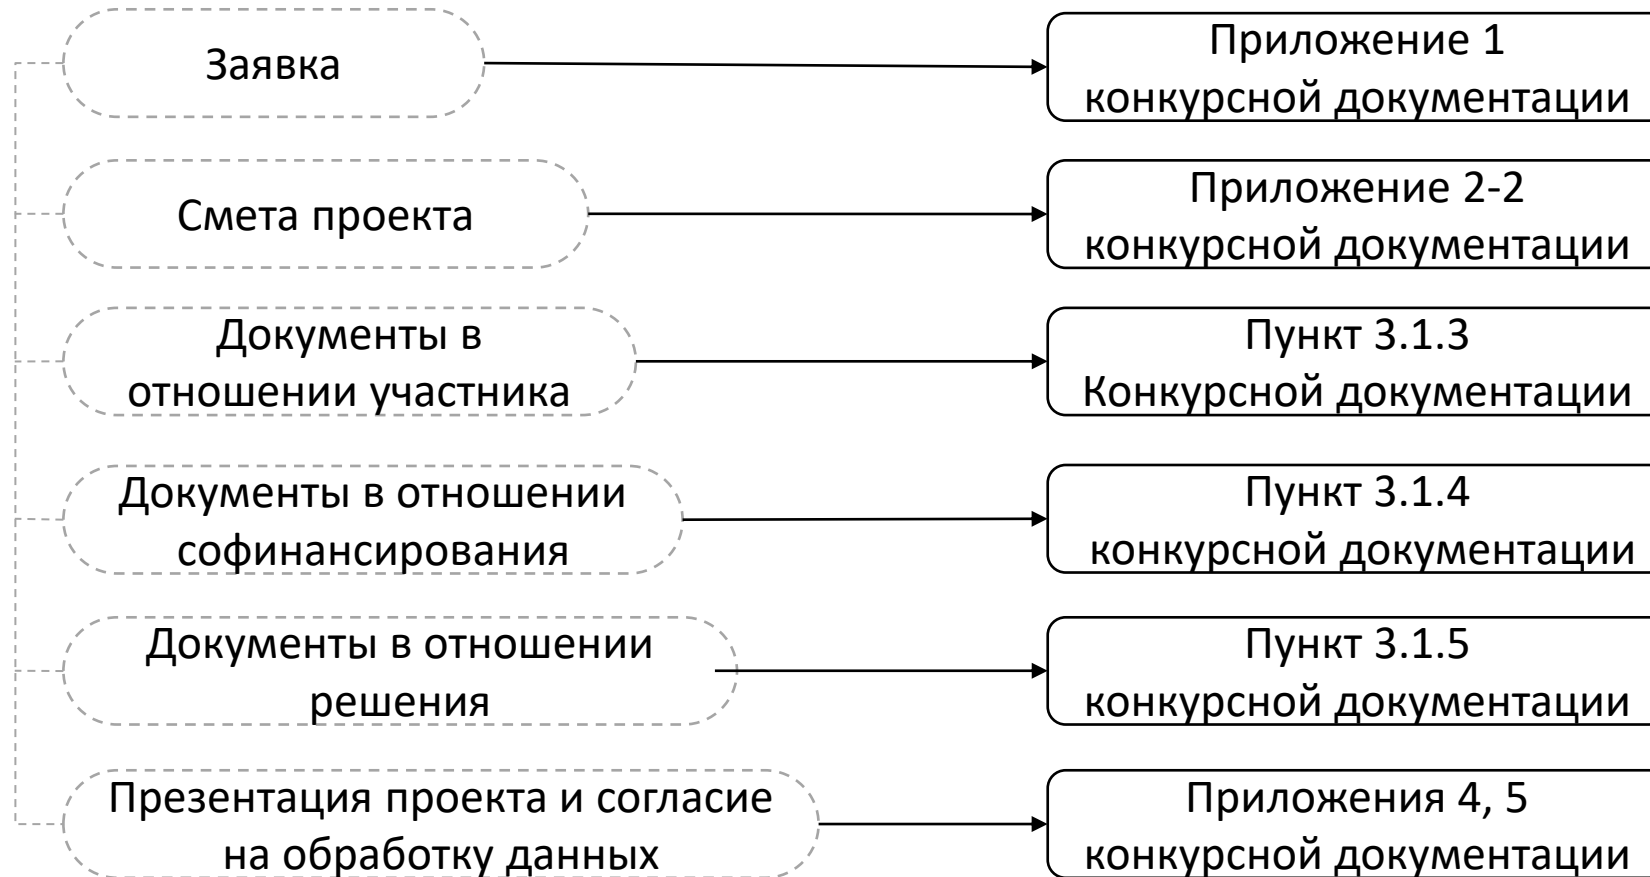 Заявка
Приложение 1
конкурсной документации
Смета проекта
Приложение 2-2
конкурсной документации
Документы в
отношении участника
Пункт 3.1.3
Конкурсной документации
Документы в отношении
софинансирования
Пункт 3.1.4
конкурсной документации
Документы в отношении
решения
Пункт 3.1.5
конкурсной документации
Презентация проекта и согласие
на обработку данных
Приложения 4, 5
конкурсной документации